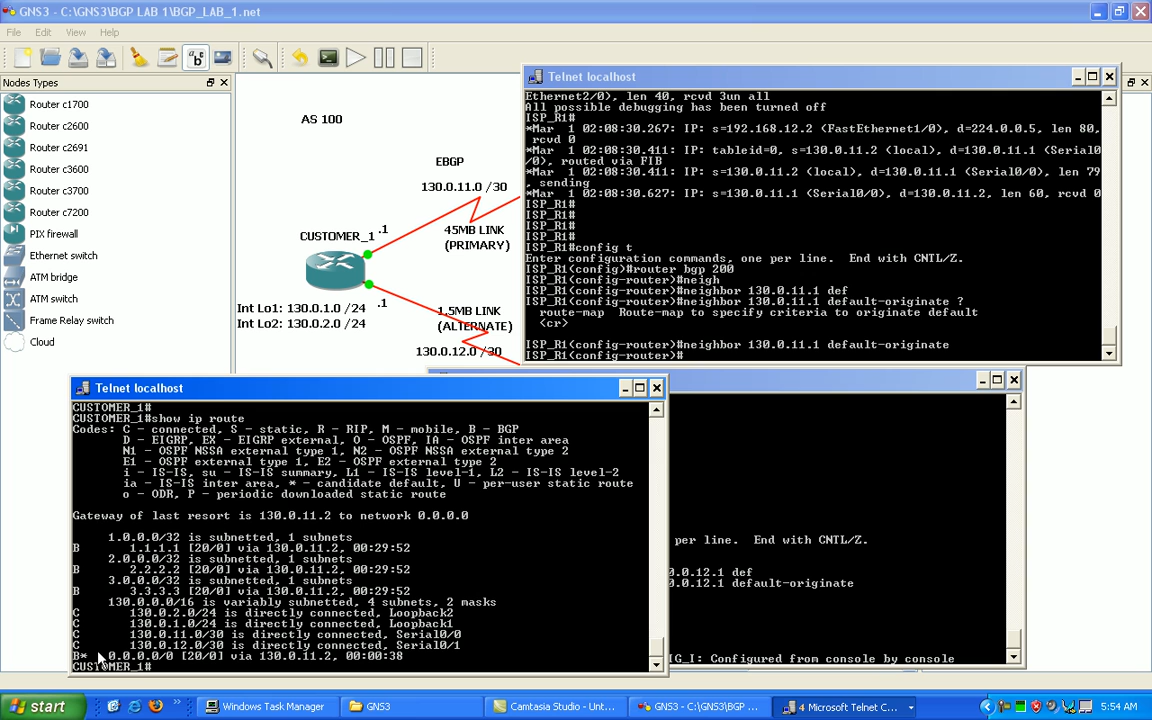 GNS3 - C:\GNS3\BGP LAB 1\BGP_LAB_1.net
File Edit View Help
Nodes Types
Router c1700
Router c2600
Router c2691
Router c3600
Router c3700
Router c7200
PIX firewall
Ethernet switch
ATM bridge
ATM switch
Frame Relay switch
Cloud
AS 100
EBGP
130.0.11.0 /30
45MB LINK
(PRIMARY)
CUSTOMER_1
.1
.1
Int Lo1: 130.0.1.0 /24
Int Lo2: 130.0.2.0 /24
1.5MB LINK
(ALTERNATE)
130.0.12.0 /30
Telnet localhost
Ethernet2/0), len 40, rcvd 3un all
All possible debugging has been turned off
ISP_R1#
*Mar  1 02:08:30.267: IP: s=192.168.12.2 (FastEthernet1/0), d=224.0.0.5, len 80,
 rcvd 0
*Mar  1 02:08:30.411: IP: tableid=0, s=130.0.11.2 (local), d=130.0.11.1 (Serial0
/0), routed via FIB
*Mar  1 02:08:30.411: IP: s=130.0.11.2 (local), d=130.0.11.1 (Serial0/0), len 79
, sending
*Mar  1 02:08:30.627: IP: s=130.0.11.1 (Serial0/0), d=130.0.11.2, len 60, rcvd 0
ISP_R1#
ISP_R1#
ISP_R1#
ISP_R1#config t
Enter configuration commands, one per line.  End with CNTL/Z.
ISP_R1(config)#router bgp 200
ISP_R1(config-router)#neigh
ISP_R1(config-router)#neighbor 130.0.11.1 def
ISP_R1(config-router)#neighbor 130.0.11.1 default-originate ?
  route-map  Route-map to specify criteria to originate default
  <cr>
ISP_R1(config-router)#neighbor 130.0.11.1 default-originate
ISP_R1(config-router)#
Telnet localhost
CUSTOMER_1#
CUSTOMER_1#show ip route
Codes: C - connected, S - static, R - RIP, M - mobile, B - BGP
D - EIGRP, EX - EIGRP external, O - OSPF, IA - OSPF inter area
N1 - OSPF NSSA external type 1, N2 - OSPF NSSA external type 2
E1 - OSPF external type 1, E2 - OSPF external type 2
i - IS-IS, su - IS-IS summary, L1 - IS-IS level-1, L2 - IS-IS level-2
ia - IS-IS inter area, * - candidate default, U - per-user static route
o - ODR, P - periodic downloaded static route
Gateway of last resort is 130.0.11.2 to network 0.0.0.0
1.0.0.0/32 is subnetted, 1 subnets
B 1.1.1.1 [20/0] via 130.0.11.2, 00:29:52
2.0.0.0/32 is subnetted, 1 subnets
B 2.2.2.2 [20/0] via 130.0.11.2, 00:29:52
3.0.0.0/32 is subnetted, 1 subnets
B 3.3.3.3 [20/0] via 130.0.11.2, 00:29:52
130.0.0.0/16 is variably subnetted, 4 subnets, 2 masks
C 130.0.2.0/24 is directly connected, Loopback2
C 130.0.1.0/24 is directly connected, Loopback1
C 130.0.11.0/30 is directly connected, Serial0/0
C 130.0.12.0/30 is directly connected, Serial0/1
B* 0.0.0.0/0 [20/0] via 130.0.11.2, 00:00:38
CUSTOMER_1#
per line.  End with CNTL/Z.
0.0.12.1 def
0.0.12.1 default-originate
G_I: Configured from console by console
start
Windows Task Manager
GNS3
Camtasia Studio - Unt...
GNS3 - C:\GNS3\BGP ...
4 Microsoft Telnet C...
5:54 AM